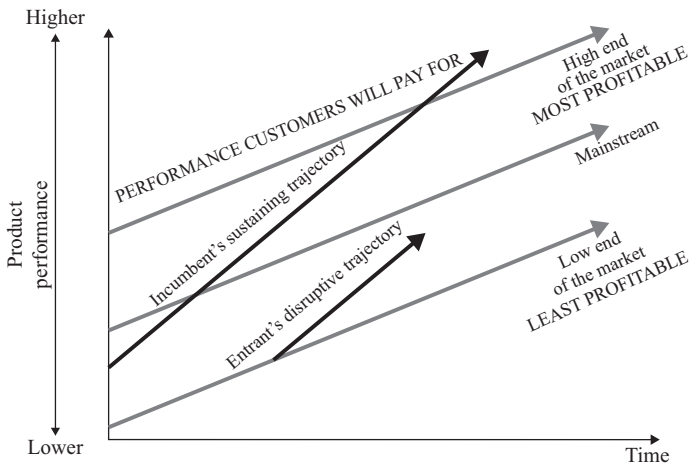 Higher
PERFORMANCE CUSTOMERS WILL PAY FOR
High end
of the market
MOST PROFITABLE
Incumbent's sustaining trajectory
Mainstream
Product
performance
Entrant's disruptive trajectory
Low end
of the market
LEAST PROFITABLE
Lower
Time